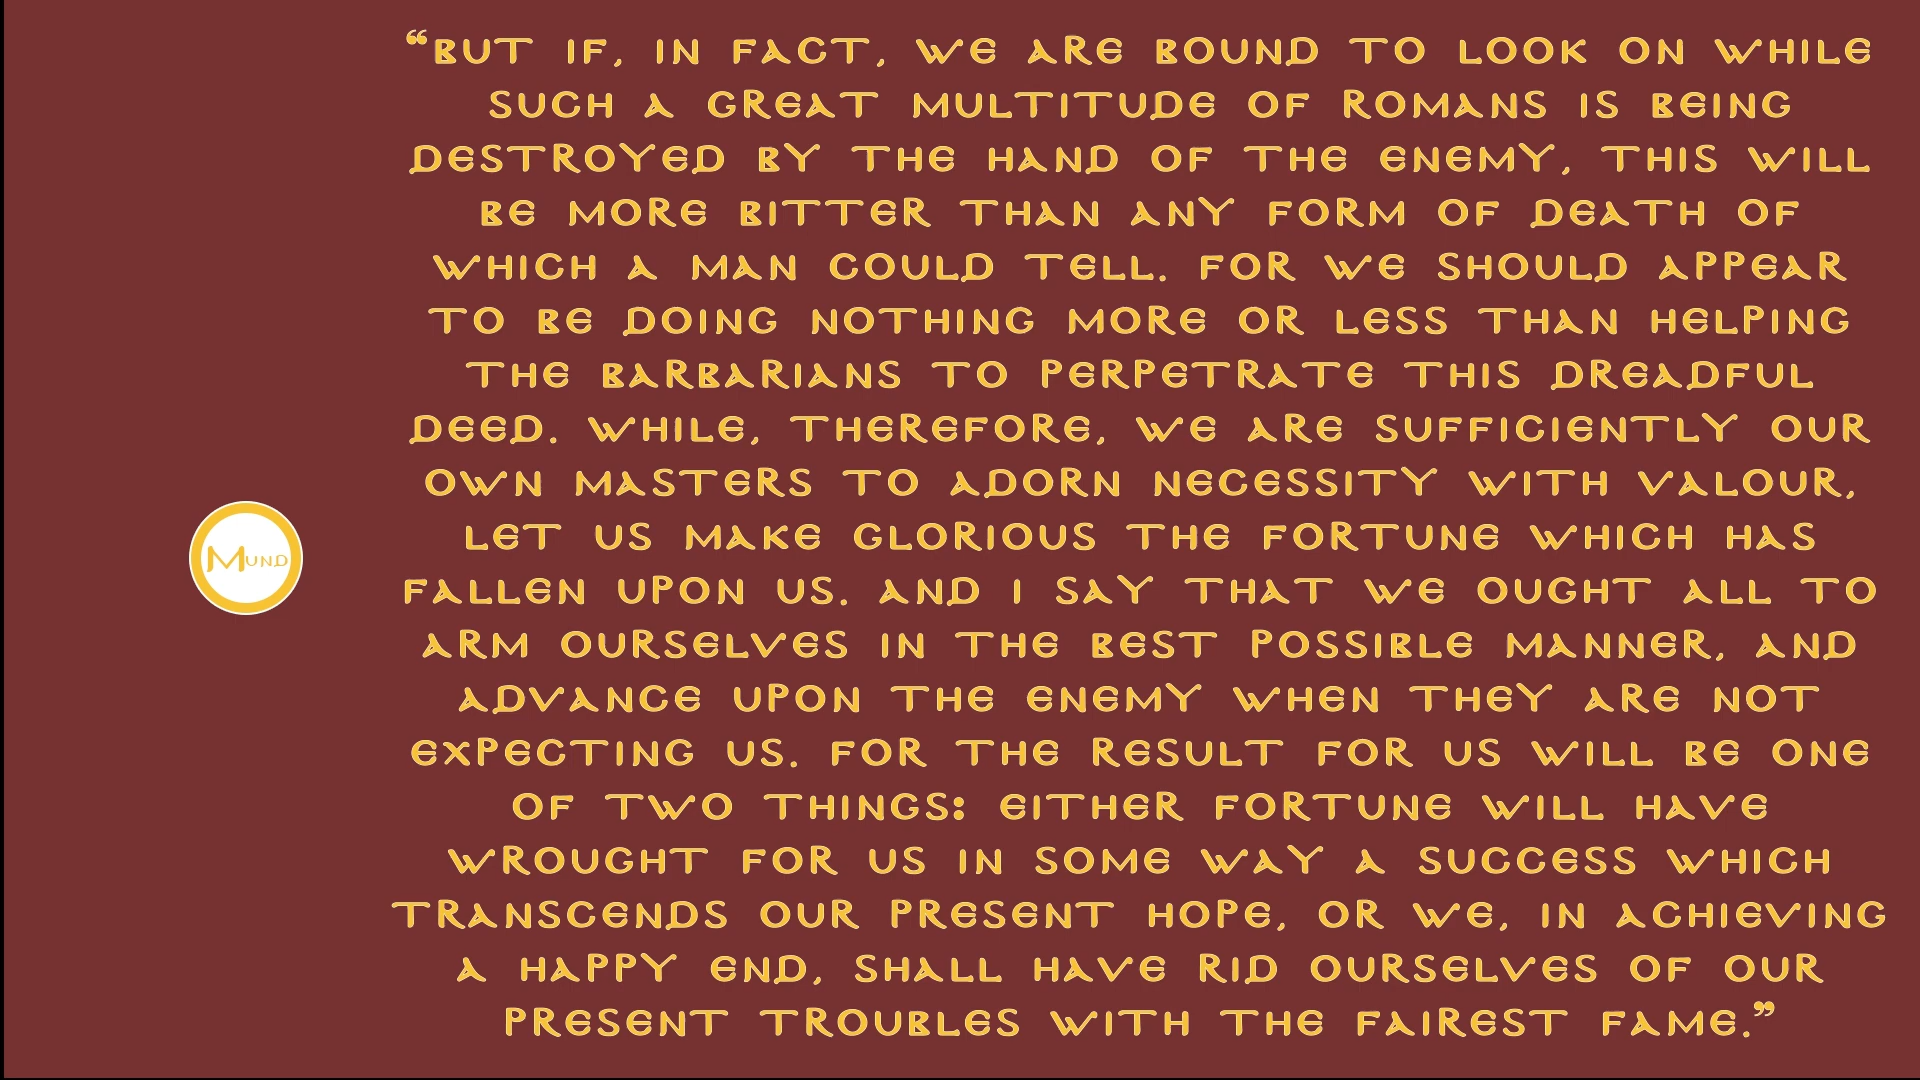 “BUT IF, IN FACT, WE ARE BOUND TO LOOK ON WHILE
SUCH A GREAT MULTITUDE OF ROMANS IS BEING
DESTROYED BY THE HAND OF THE ENEMY, THIS WILL
BE MORE BITTER THAN ANY FORM OF DEATH OF
WHICH A MAN COULD TELL. FOR WE SHOULD APPEAR
TO BE DOING NOTHING MORE OR LESS THAN HELPING
THE BARBARIANS TO PERPETRATE THIS DREADFUL
DEED. WHILE, THEREFORE, WE ARE SUFFICIENTLY OUR
OWN MASTERS TO ADORN NECESSITY WITH VALOUR,
LET US MAKE GLORIOUS THE FORTUNE WHICH HAS
FALLEN UPON US. AND I SAY THAT WE OUGHT ALL TO
ARM OURSELVES IN THE BEST POSSIBLE MANNER, AND
ADVANCE UPON THE ENEMY WHEN THEY ARE NOT
EXPECTING US. FOR THE RESULT FOR US WILL BE ONE
OF TWO THINGS: EITHER FORTUNE WILL HAVE
WROUGHT FOR US IN SOME WAY A SUCCESS WHICH
TRANSCENDS OUR PRESENT HOPE, OR WE, IN ACHIEVING
A HAPPY END, SHALL HAVE RID OURSELVES OF OUR
PRESENT TROUBLES WITH THE FAIREST FAME.”
MUND